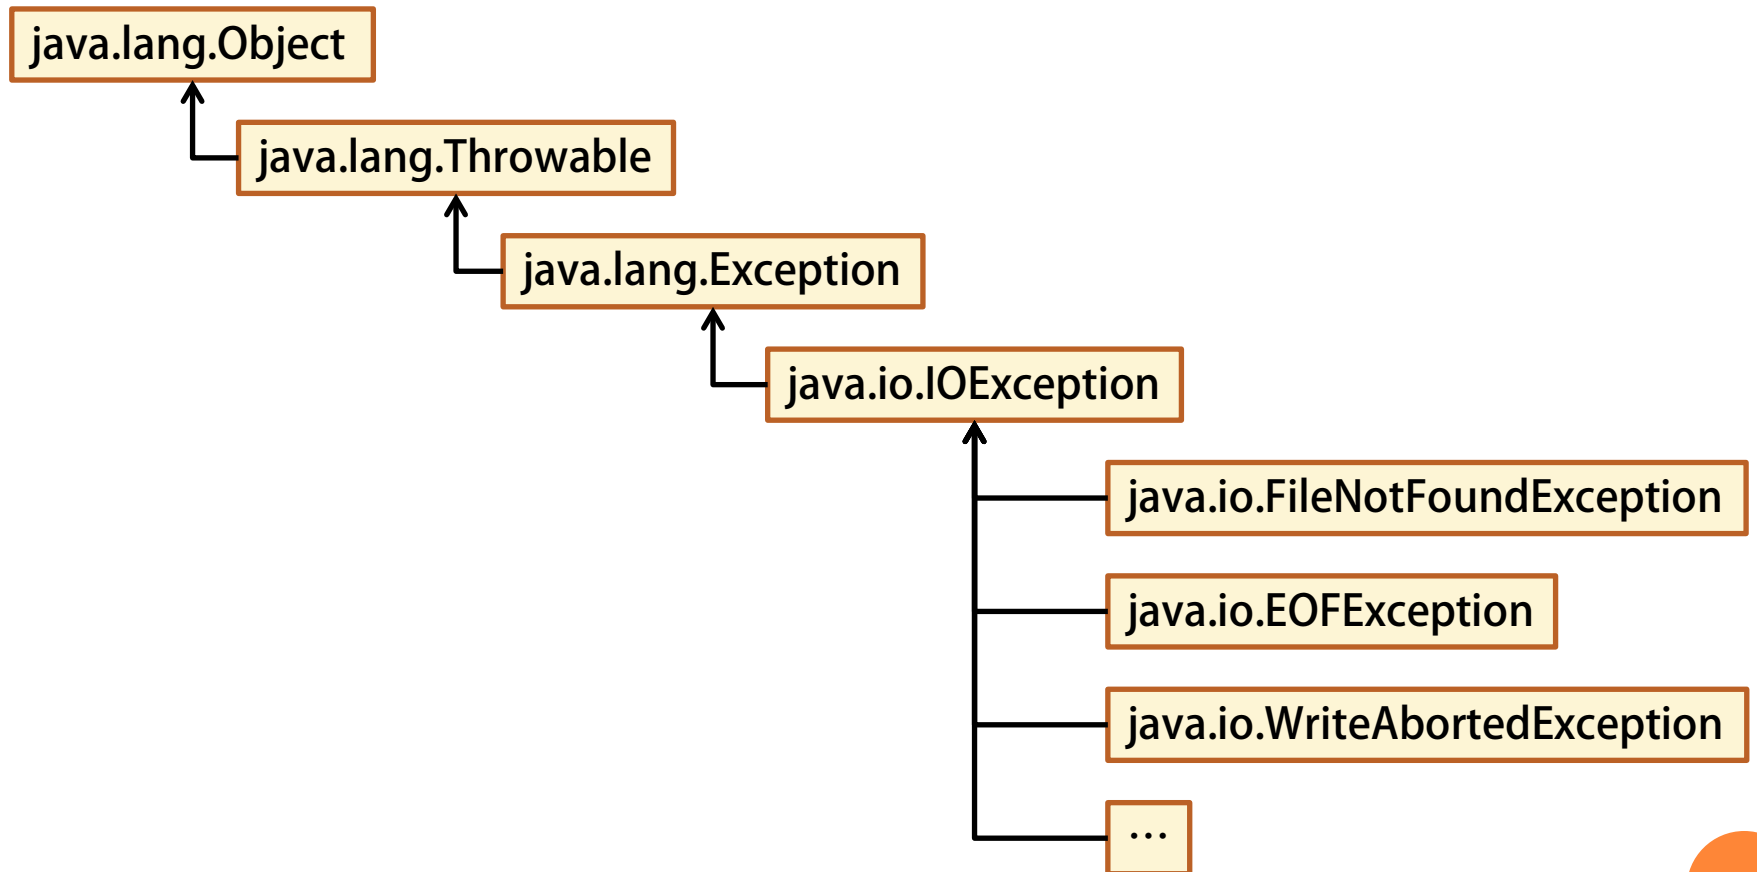 java.lang.Object
java.lang.Throwable
java.lang.Exception
java.io.IOException
java.io.FileNotFoundException
java.io.EOFException
java.io.WriteAbortedException
…